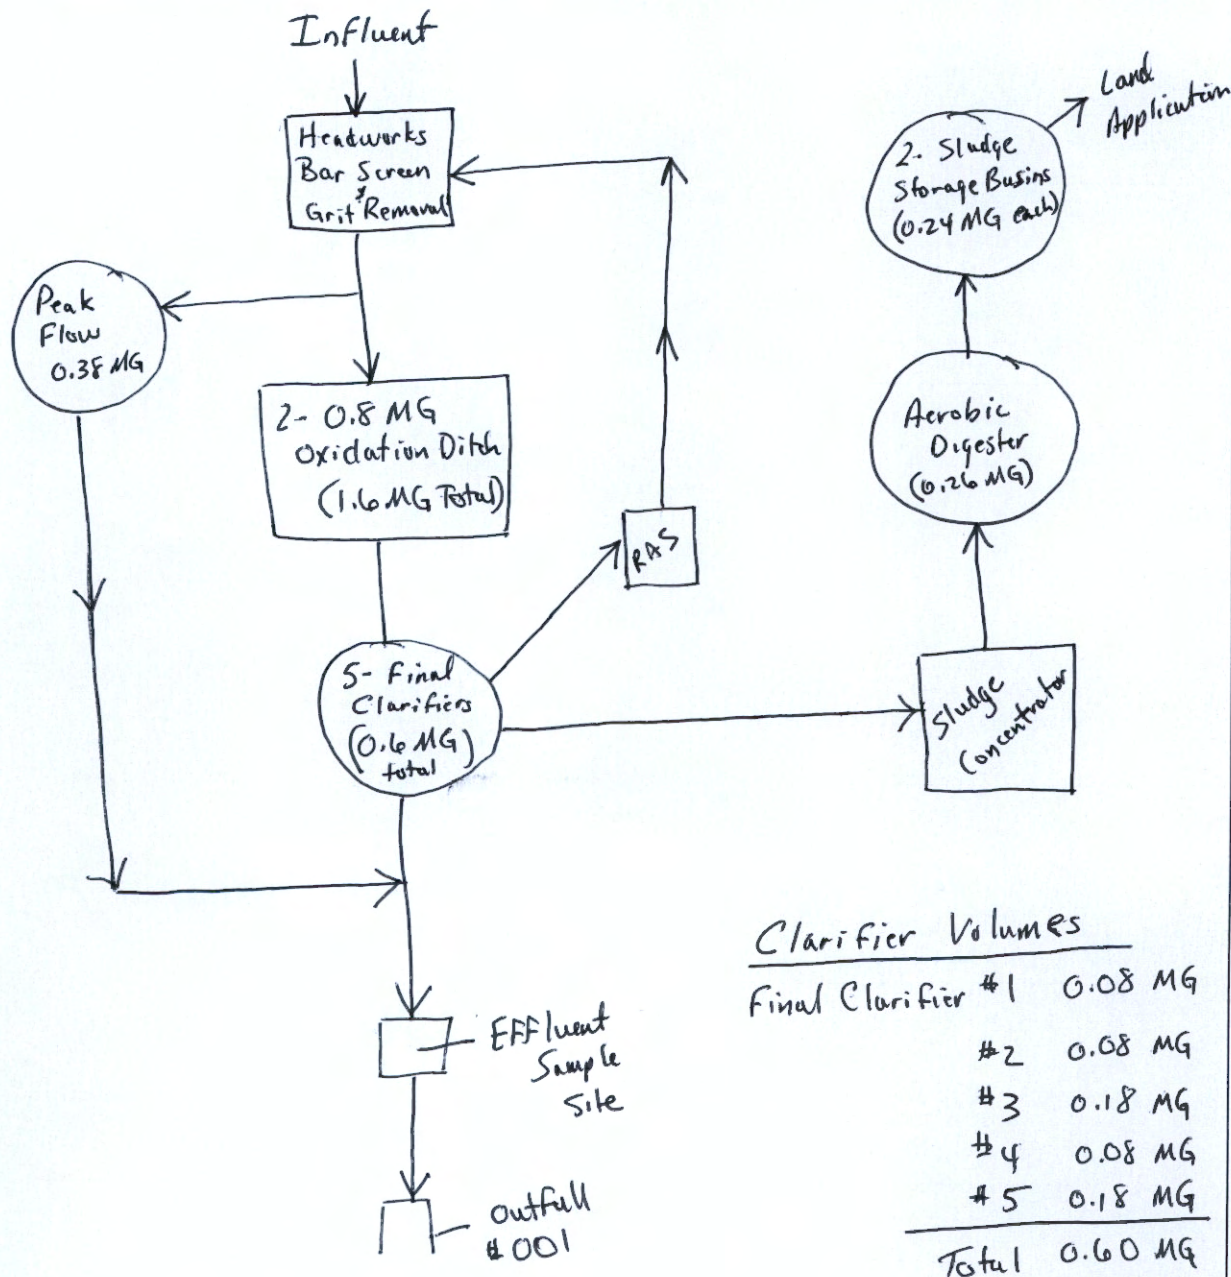 Influent
Headworks
Bar Screen
&
Grit Removal
Peak
Flow
0.38 MG
2- 0.8 MG
Oxidation Ditch
(1.6 MG Total)
RAS
5- Final
Clarifiers
(0.6 MG)
total
Land
Application
2- Sludge
Storage Basins
(0.24 MG each)
Aerobic
Digester
(0.26 MG)
Sludge
Concentrator
Effluent
Sample
Site
Outfall
#001
Clarifier Volumes
Final Clarifier #1 0.08 MG
#2 0.08 MG
#3 0.18 MG
#4 0.08 MG
#5 0.18 MG
Total 0.60 MG